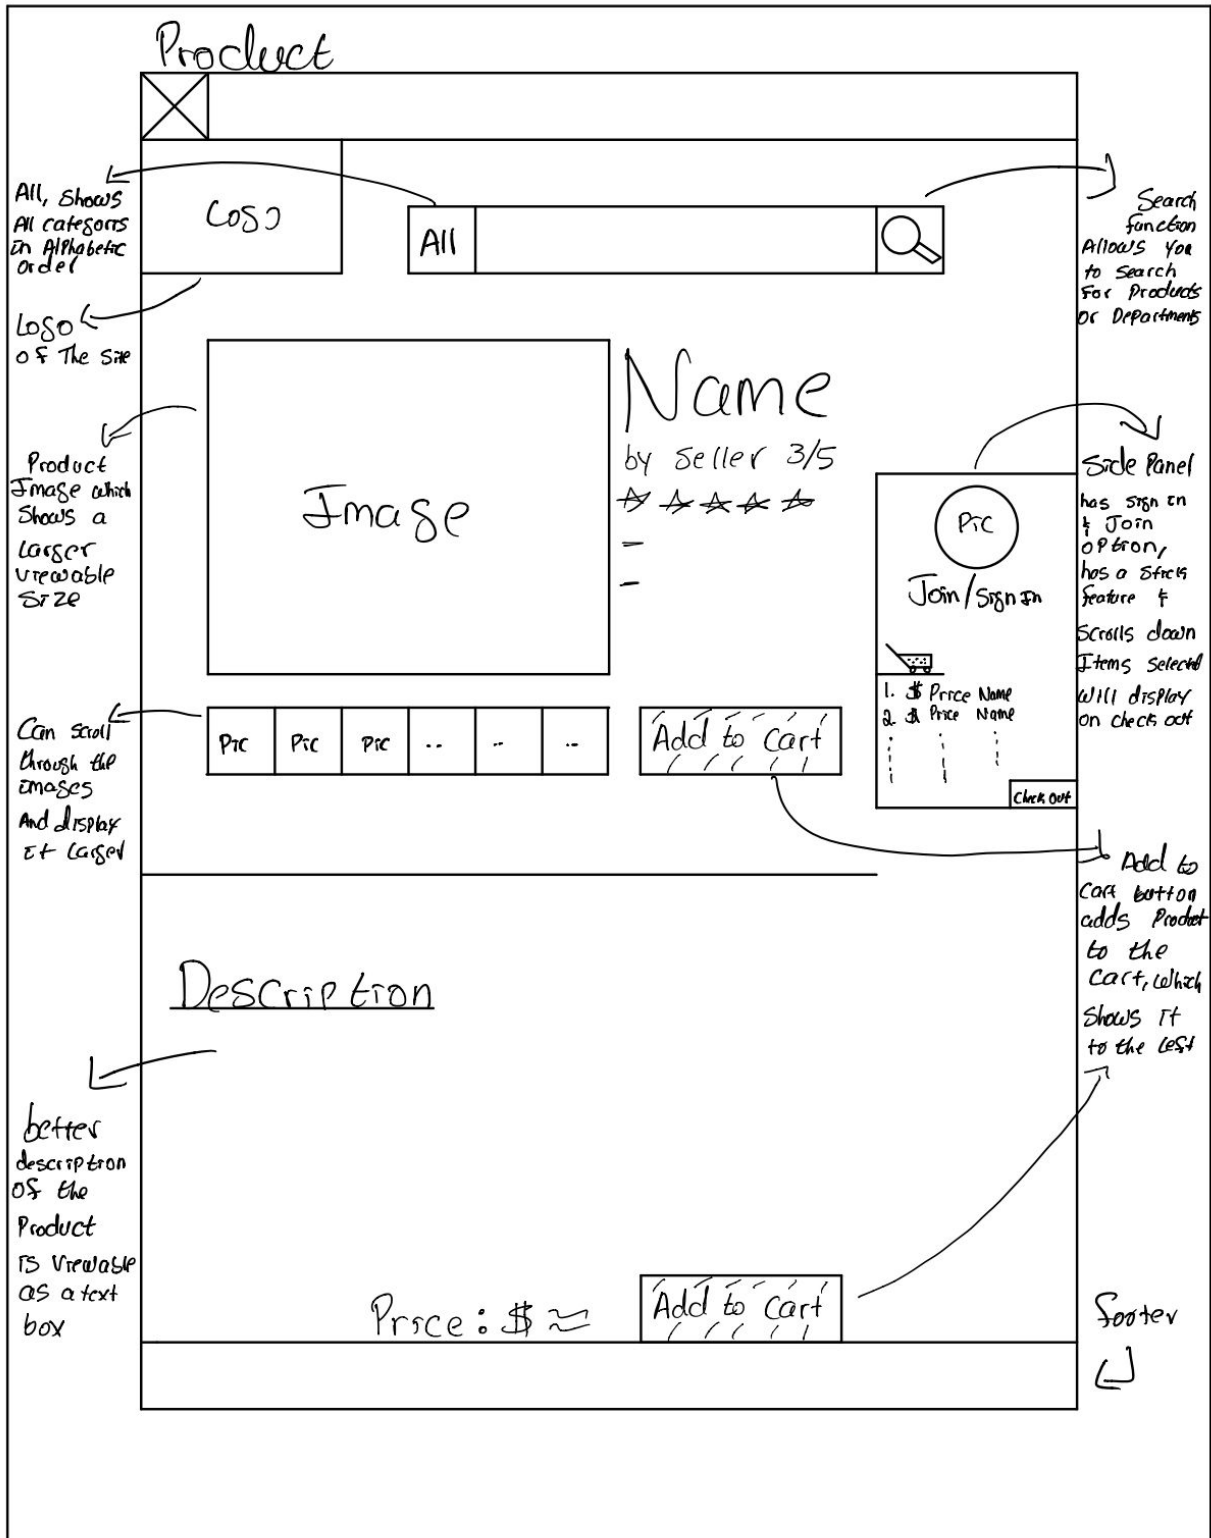 Product
All, Shows
All categorrs
In Alphabetic
order
Logo
All
Search
function
Allows you
to Search
For Products
or Departments
Logo
of The Site
Name
by Seller 3/5
Product
Image which
Shows a
Larger
viewable
Size
Image
Side Panel
has sign in
& Join
option,
has a
feature &
Scrolls down
Items Selected
will display
on check out
Pic
Join/Sign In
1. $ Price Name
2. $ Price Name
Check Out
Can scroll
through the
images
And display
it larger
Pic Pic Pic .. .. ..
Add to Cart
Add to
Cart button
adds Product
to the
Cart, which
Shows it
to the left
Description
better
description
of the
Product
is Viewable
as a text
box
Price: $
Add to Cart
footer